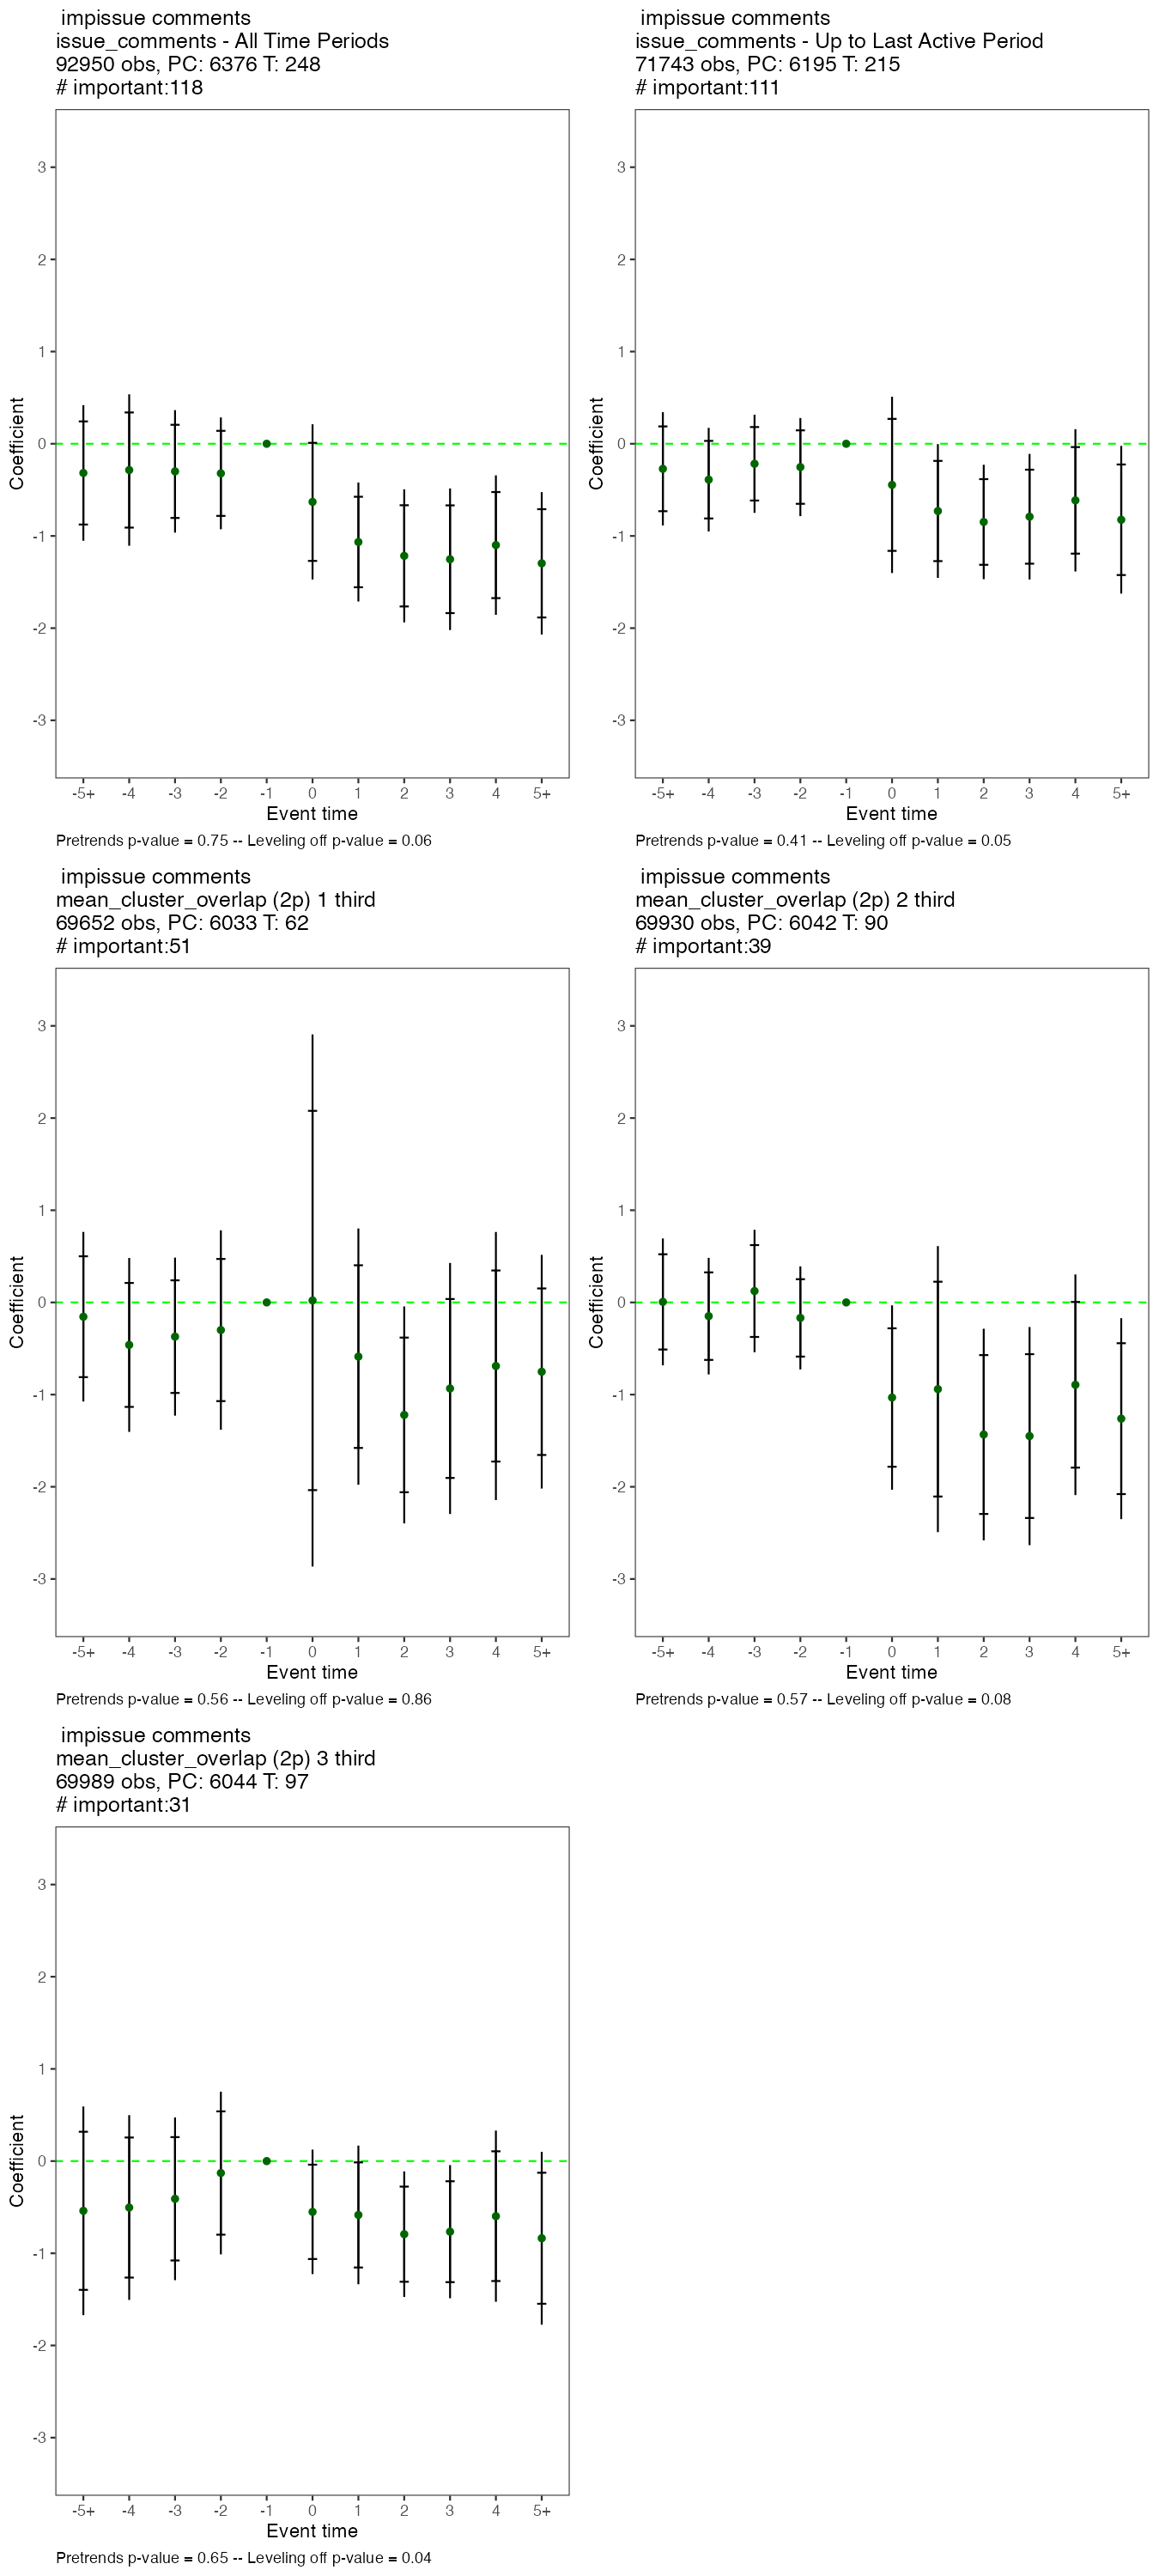 impissue comments
issue_comments - All Time Periods
92950 obs, PC: 6376 T: 248
# important:118
3
2
1
0
-1
-2
-3
Coefficient
-5+ -4 -3 -2 -1 0 1 2 3 4 5+
Event time
Pretrends p-value = 0.75 -- Leveling off p-value = 0.06
impissue comments
issue_comments - Up to Last Active Period
71743 obs, PC: 6195 T: 215
# important:111
3
2
1
0
-1
-2
-3
Coefficient
-5+ -4 -3 -2 -1 0 1 2 3 4 5+
Event time
Pretrends p-value = 0.41 -- Leveling off p-value = 0.05
impissue comments
mean_cluster_overlap (2p) 1 third
69652 obs, PC: 6033 T: 62
# important:51
3
2
1
0
-1
-2
-3
Coefficient
-5+ -4 -3 -2 -1 0 1 2 3 4 5+
Event time
Pretrends p-value = 0.56 -- Leveling off p-value = 0.86
impissue comments
mean_cluster_overlap (2p) 2 third
69930 obs, PC: 6042 T: 90
# important:39
3
2
1
0
-1
-2
-3
Coefficient
-5+ -4 -3 -2 -1 0 1 2 3 4 5+
Event time
Pretrends p-value = 0.57 -- Leveling off p-value = 0.08
impissue comments
mean_cluster_overlap (2p) 3 third
69989 obs, PC: 6044 T: 97
# important:31
3
2
1
0
-1
-2
-3
Coefficient
-5+ -4 -3 -2 -1 0 1 2 3 4 5+
Event time
Pretrends p-value = 0.65 -- Leveling off p-value = 0.04